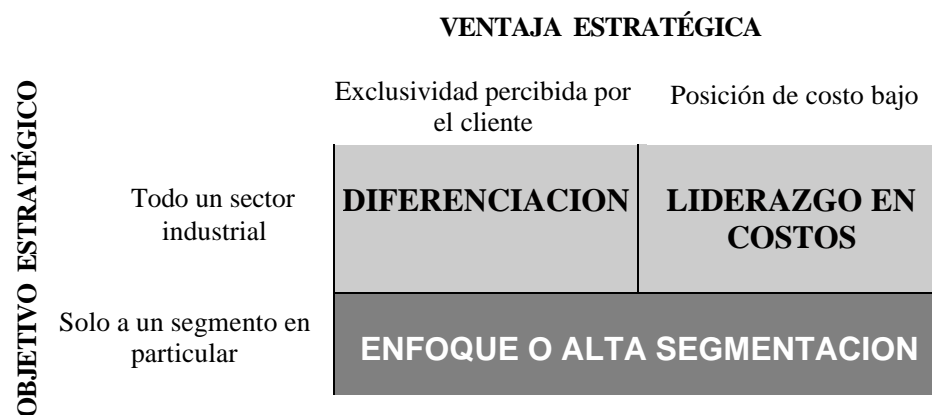 VENTAJA ESTRATÉGICA
OBJETIVO ESTRATÉGICO
Exclusividad percibida por
el cliente
Posición de costo bajo
Todo un sector
industrial
DIFERENCIACION
LIDERAZGO EN
COSTOS
Solo a un segmento en
particular
ENFOQUE O ALTA SEGMENTACION